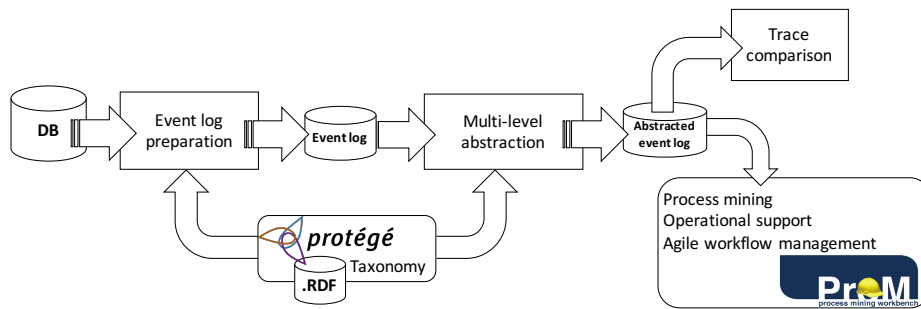 Trace
comparison
DB
Event log
preparation
Event log
Multi-level
abstraction
Abstracted
event log
protégé
Taxonomy
.RDF
Process mining
Operational support
Agile workflow management
ProM
process mining workbench